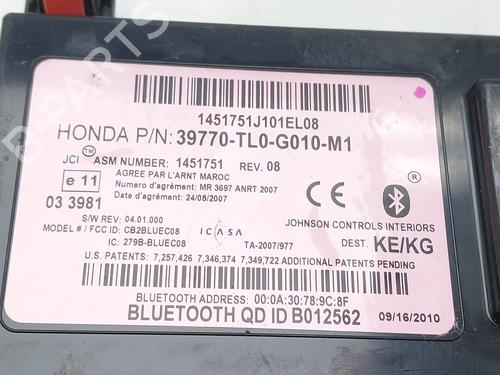 B-PARTS
1451751J101EL08
HONDA P/N: 39770-TL0-G010-M1
JCI™ ASM NUMBER: 1451751 REV. 08
AGREE PAR L'ARNT MAROC
Numero d'agrément: MR 3697 ANRT 2007
Date d'agrément: 24/08/2007
e 11
03 3981
CE
S/W REV: 04.01.000
MODEL # / FCC ID: CB2BLUEC08
ICASA
IC: 279B-BLUEC08
TA-2007/977
JOHNSON CONTROLS INTERIORS
DEST. KE/KG
U.S. PATENTS: 7,257,426 7,346,374 7,349,722 ADDITIONAL PATENTS PENDING
BLUETOOTH ADDRESS: 00:0A:30:78:9C:8F
BLUETOOTH QD ID B012562
09/16/2010